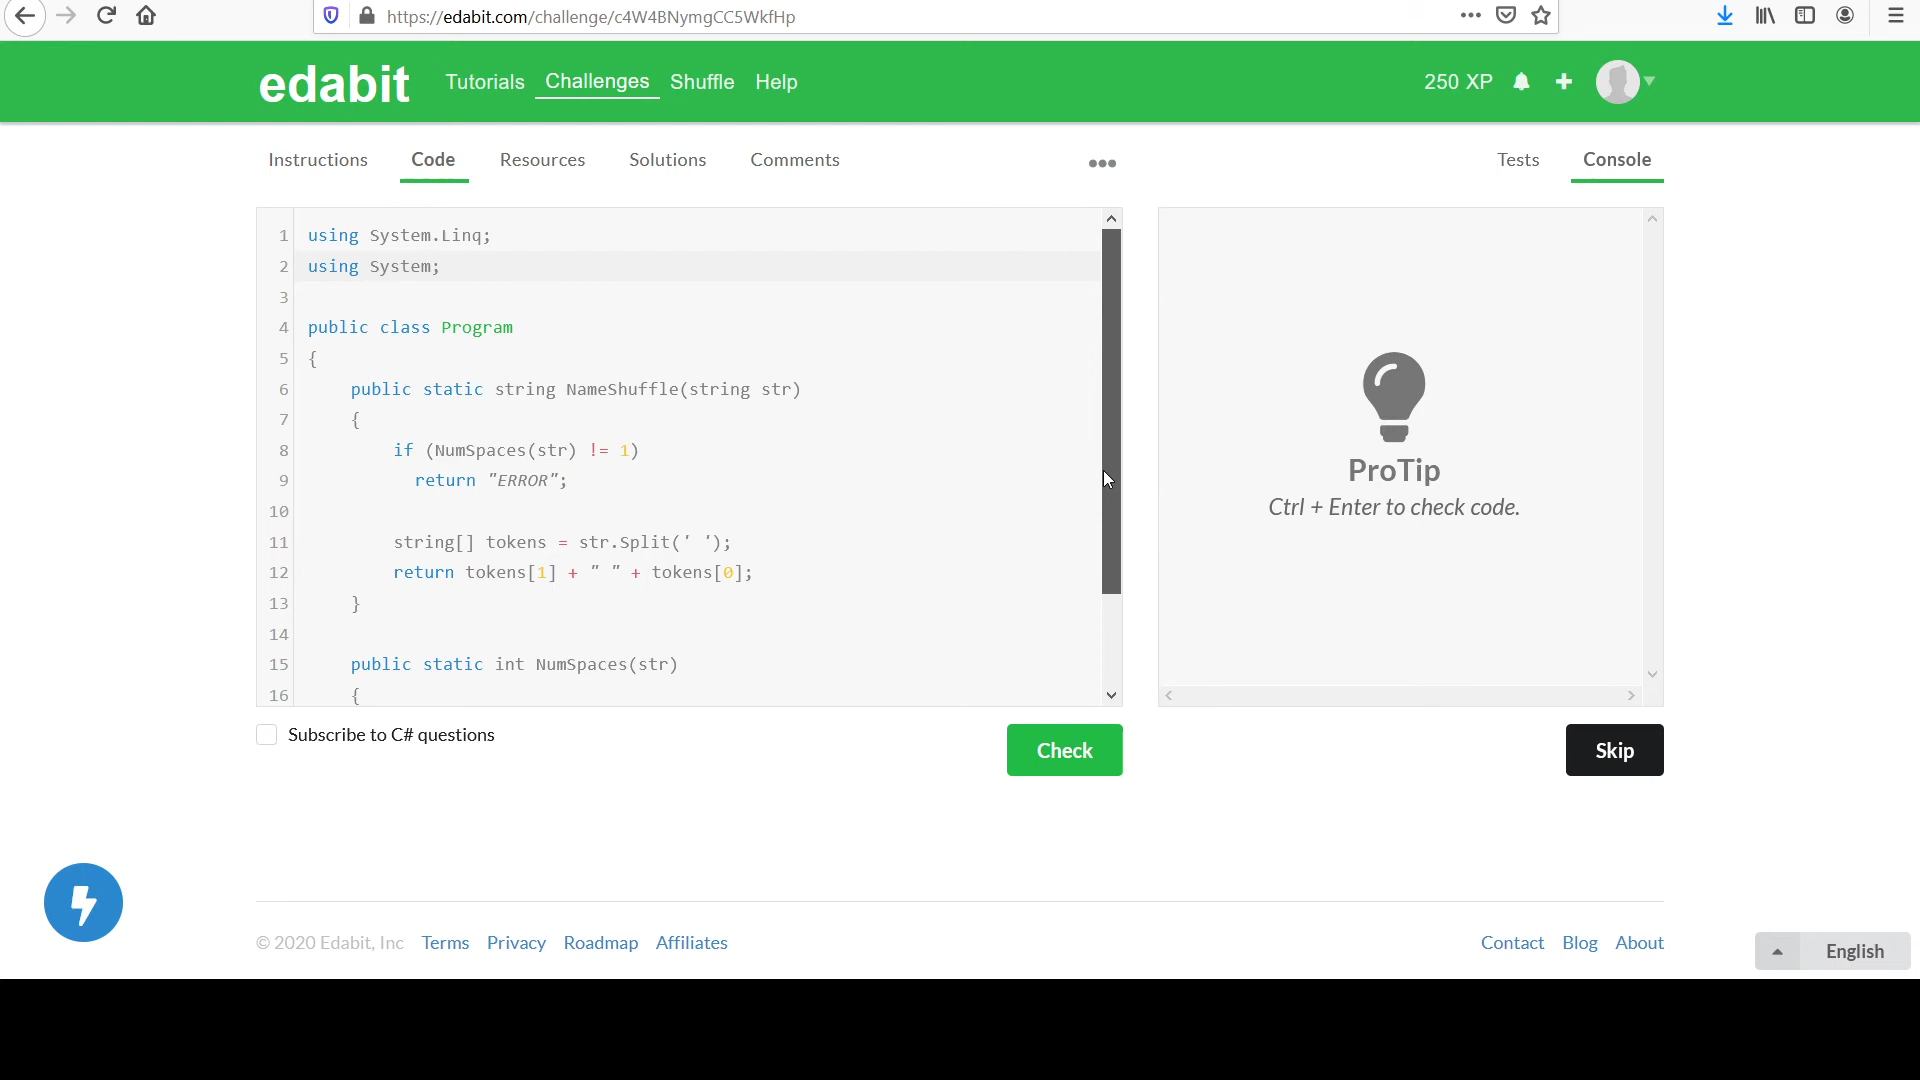 https://edabit.com/challenge/c4W4BNymgCC5WkfHp
edabit Tutorials Challenges Shuffle Help 250 XP
Instructions Code Resources Solutions Comments Tests Console
1 using System.Linq;
2 using System;
3
4 public class Program
5 {
6 public static string NameShuffle(string str)
7 {
8 if (NumSpaces(str) != 1)
9 return "ERROR";
10
11 string[] tokens = str.Split(' ');
12 return tokens[1] + " " + tokens[0];
13 }
14
15 public static int NumSpaces(str)
16 {
ProTip
Ctrl + Enter to check code.
Subscribe to C# questions
Check
Skip
© 2020 Edabit, Inc Terms Privacy Roadmap Affiliates Contact Blog About
English